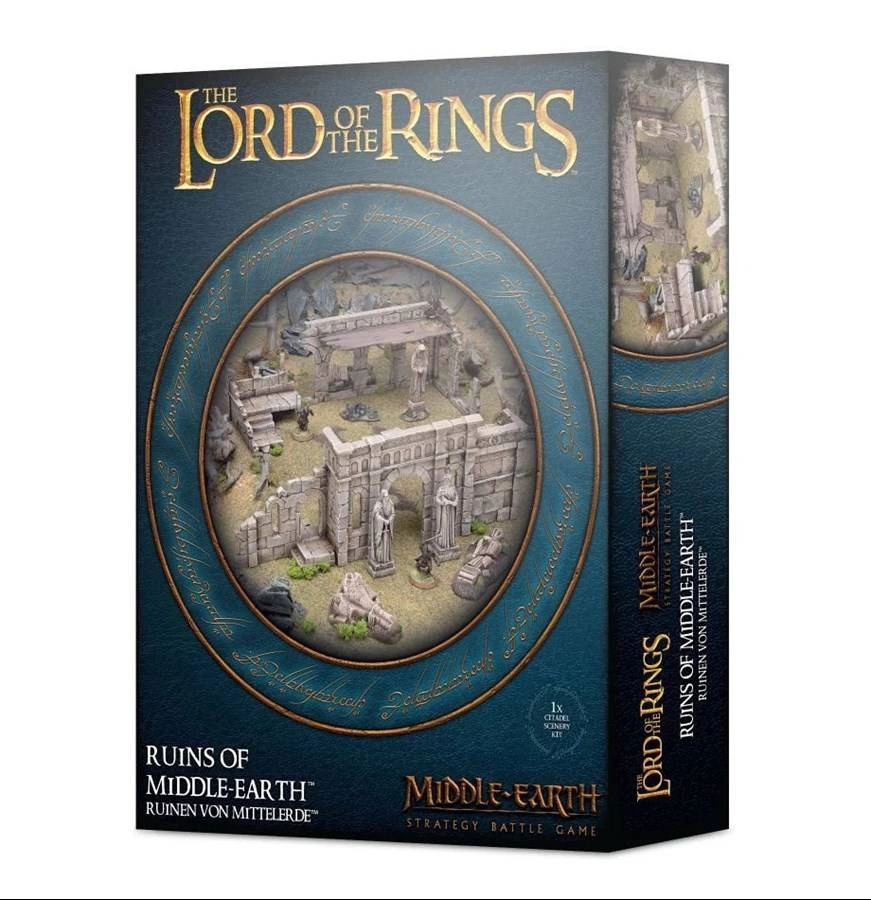 THE
LORD OF THE RINGS™
1x
CITADEL
SCENERY
KIT
RUINS OF
MIDDLE-EARTH™
RUINEN VON MITTELERDE™
MIDDLE-EARTH
STRATEGY BATTLE GAME
THE LORD OF THE RINGS
MIDDLE-EARTH
STRATEGY BATTLE GAME
RUINS OF MIDDLE-EARTH™
RUINEN VON MITTELERDE™